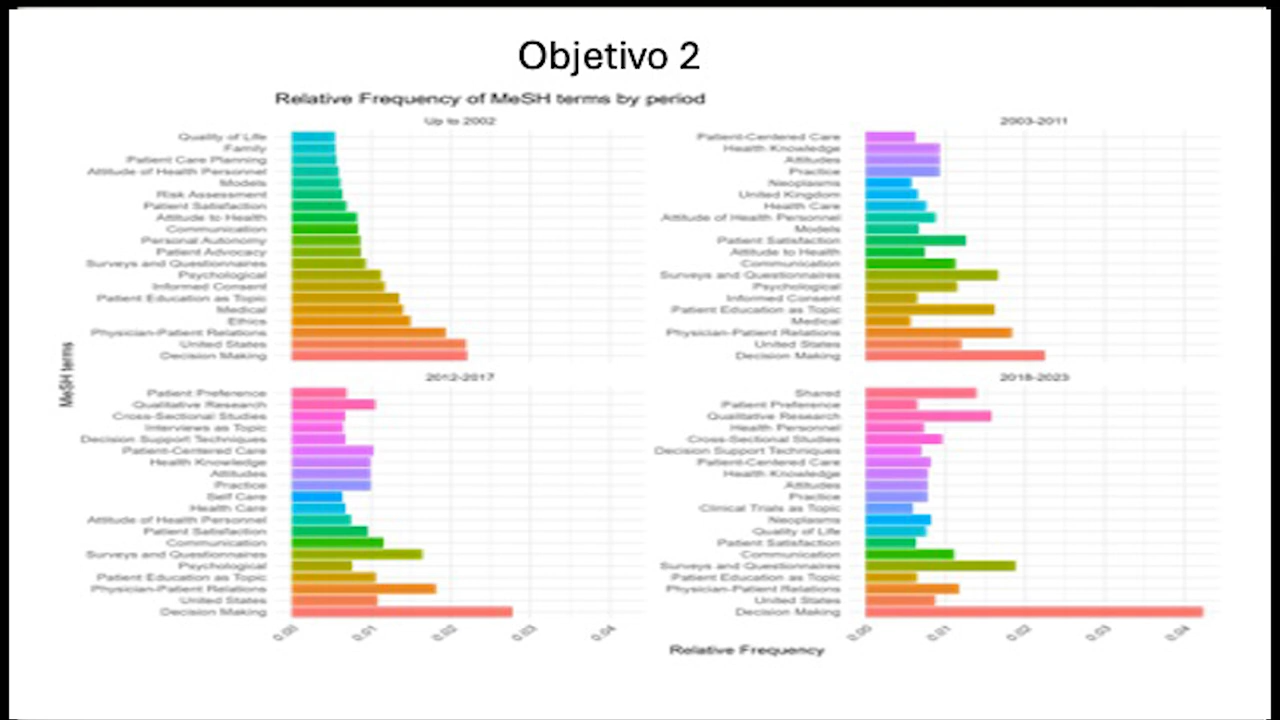 Objetivo 2
Relative Frequency of MeSH terms by period
Up to 2002
Quality of Life
Family
Patient Care Planning
Attitude of Health Personnel
Models
Risk Assessment
Patient Satisfaction
Attitude to Health
Communication
Personal Autonomy
Patient Advocacy
Surveys and Questionnaires
Psychological
Informed Consent
Patient Education as Topic
Medical
Ethics
Physician-Patient Relations
United States
Decision Making
2003-2011
Patient-Centered Care
Health Knowledge
Attitudes
Practice
Neoplasms
United Kingdom
Health Care
Attitude of Health Personnel
Models
Patient Satisfaction
Attitude to Health
Communication
Surveys and Questionnaires
Psychological
Informed Consent
Patient Education as Topic
Medical
Physician-Patient Relations
United States
Decision Making
MeSH terms
2012-2017
Patient Preference
Qualitative Research
Cross-Sectional Studies
Interviews as Topic
Decision Support Techniques
Patient-Centered Care
Health Knowledge
Attitudes
Practice
Self Care
Health Care
Attitude of Health Personnel
Patient Satisfaction
Communication
Surveys and Questionnaires
Psychological
Patient Education as Topic
Physician-Patient Relations
United States
Decision Making
0.00 0.01 0.02 0.03 0.04
2018-2023
Shared
Patient Preference
Qualitative Research
Health Personnel
Cross-Sectional Studies
Decision Support Techniques
Patient-Centered Care
Health Knowledge
Attitudes
Practice
Clinical Trials as Topic
Neoplasms
Quality of Life
Patient Satisfaction
Communication
Surveys and Questionnaires
Patient Education as Topic
Physician-Patient Relations
United States
Decision Making
0.00 0.01 0.02 0.03 0.04
Relative Frequency